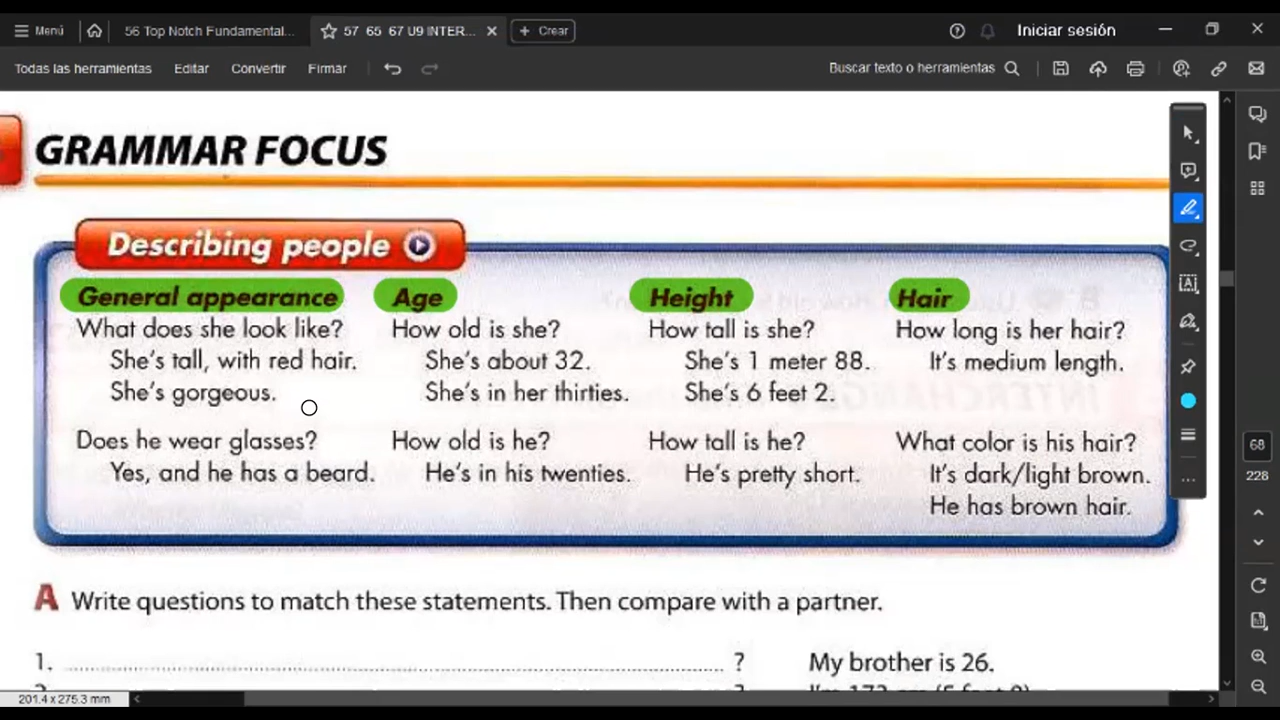 Menú
56 Top Notch Fundamental...
57 65 67 U9 INTER...
Crear
Iniciar sesión
Todas las herramientas
Editar
Convertir
Firmar
Buscar texto o herramientas
GRAMMAR FOCUS
Describing people
General appearance
What does she look like?
She's tall, with red hair.
She's gorgeous.
Does he wear glasses?
Yes, and he has a beard.
Age
How old is she?
She's about 32.
She's in her thirties.
How old is he?
He's in his twenties.
Height
How tall is she?
She's 1 meter 88.
She's 6 feet 2.
How tall is he?
He's pretty short.
Hair
How long is her hair?
It's medium length.
What color is his hair?
It's dark/light brown.
He has brown hair.
A Write questions to match these statements. Then compare with a partner.
1. ? My brother is 26.
68
228
201.4 x 275.3 mm